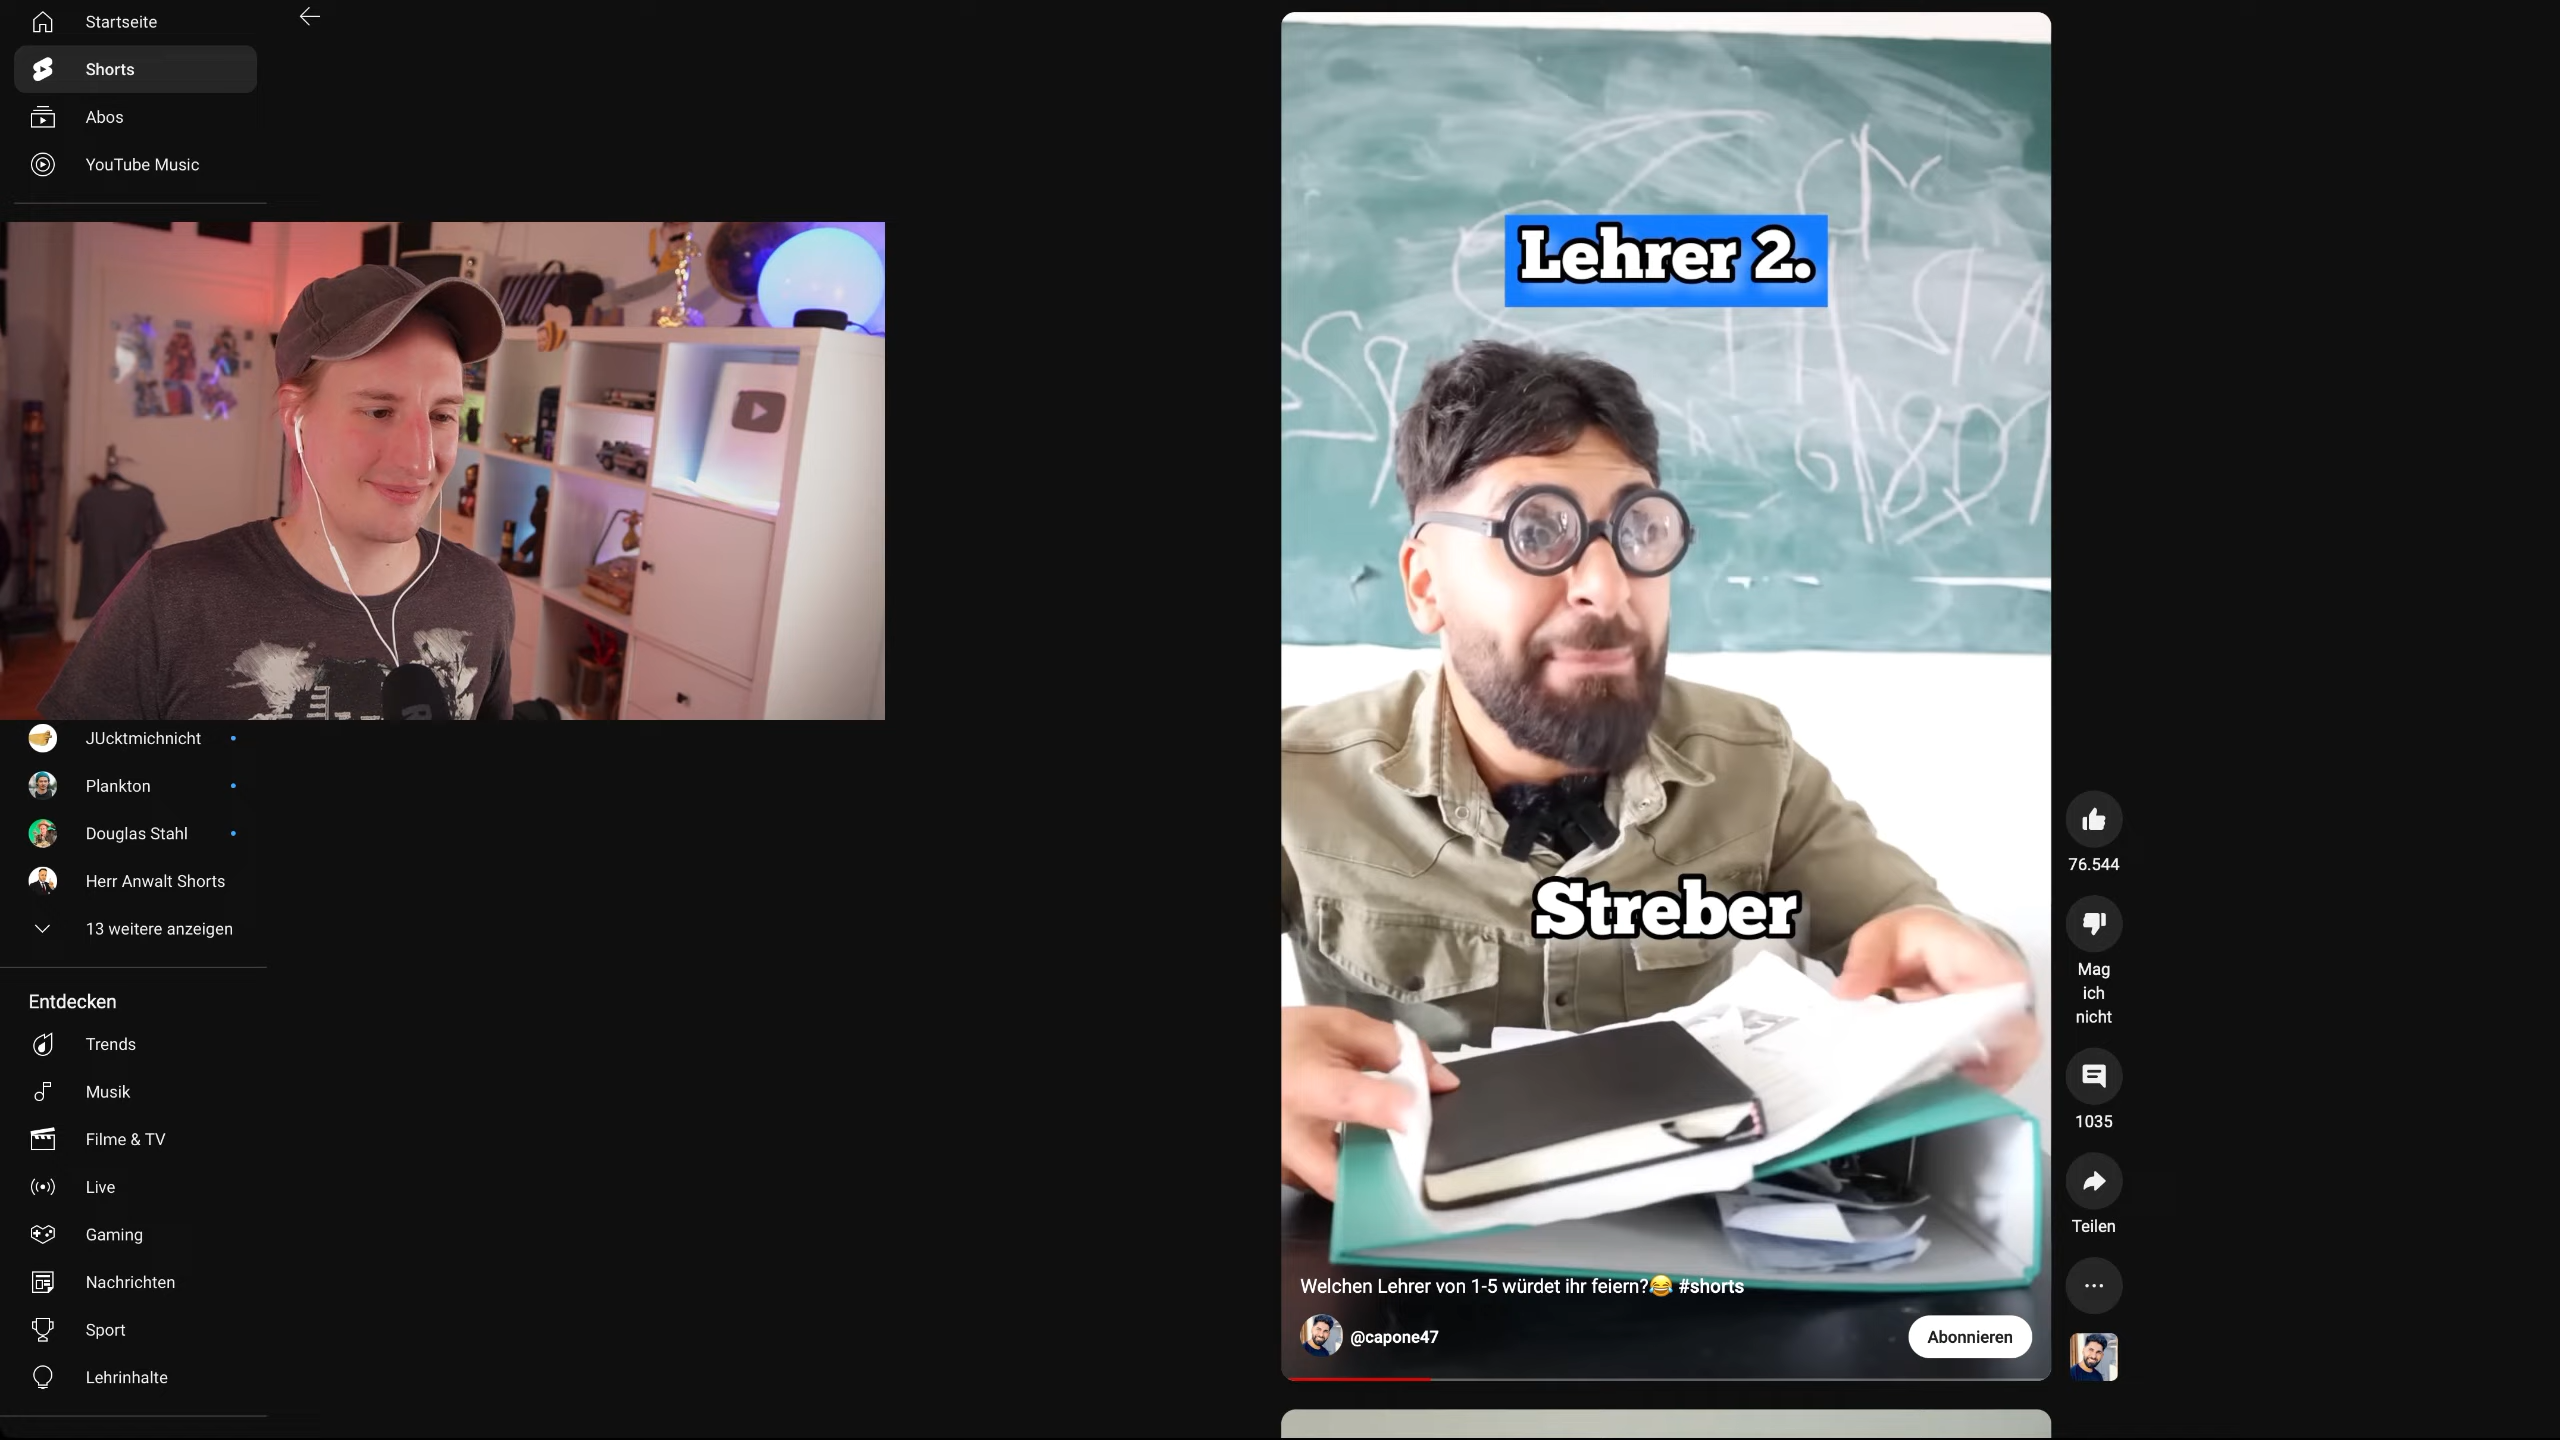 Startseite
Shorts
Abos
YouTube Music
JUcktmichnicht
Plankton
Douglas Stahl
Herr Anwalt Shorts
13 weitere anzeigen
Entdecken
Trends
Musik
Filme & TV
Live
Gaming
Nachrichten
Sport
Lehrinhalte
Lehrer 2.
Streber
Welchen Lehrer von 1-5 würdet ihr feiern?😂 #shorts
@capone47
Abonnieren
76.544
Mag
ich
nicht
1035
Teilen